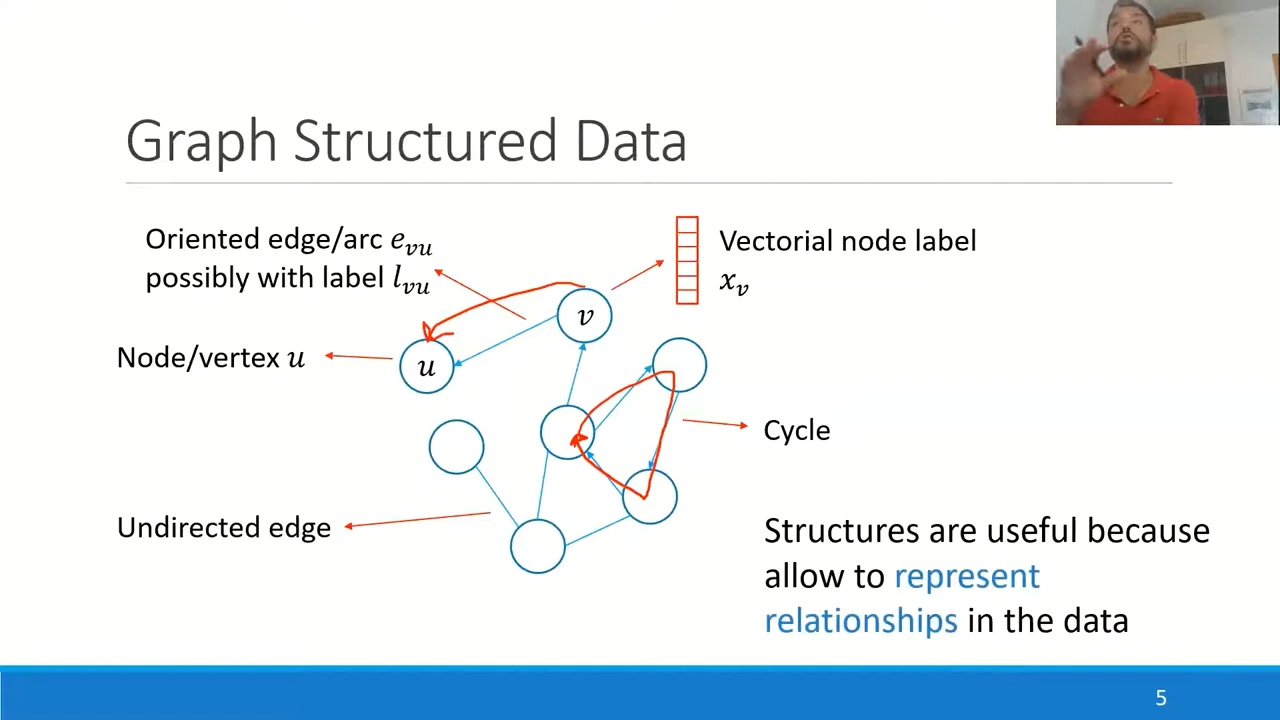 Graph Structured Data
Oriented edge/arc e_vu
possibly with label l_vu
Vectorial node label
x_v
v
Node/vertex u
u
Cycle
Undirected edge
Structures are useful because
allow to represent
relationships in the data
5